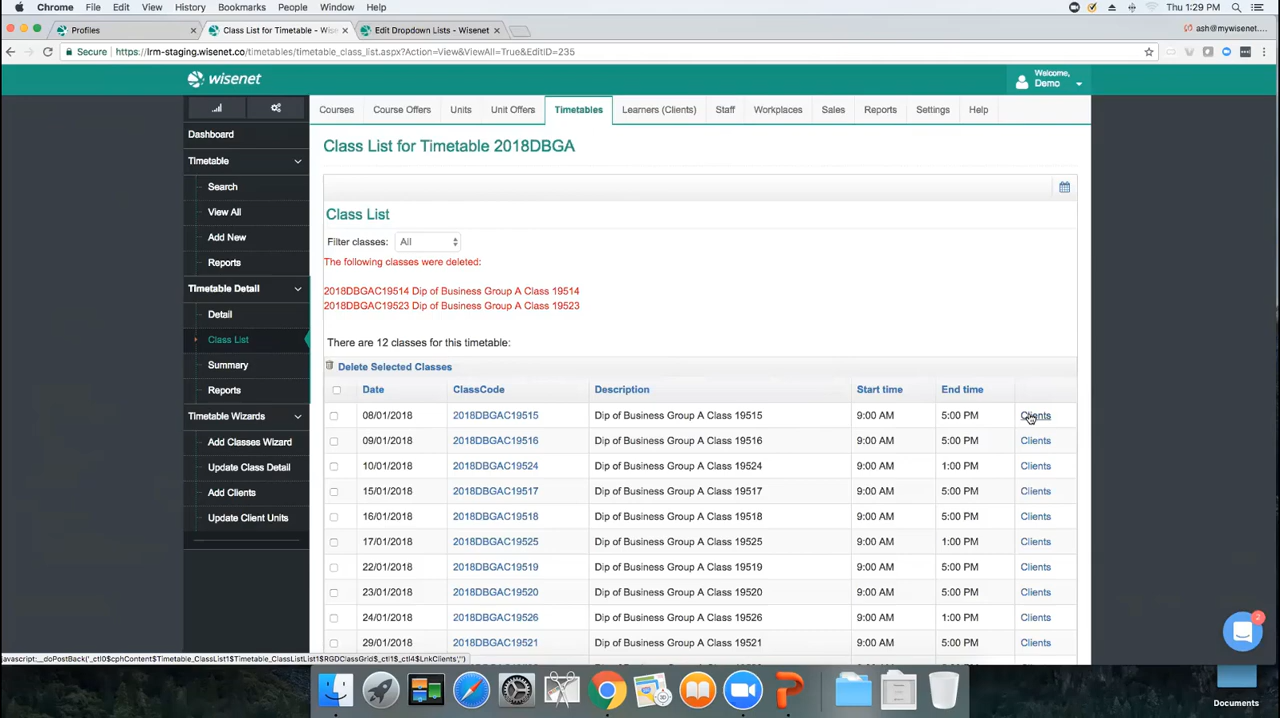 Chrome File Edit View History Bookmarks People Window Help Thu 1:29 PM
Profiles × Class List for Timetable - Wise × Edit Dropdown Lists - Wisenet × ash@mywisenet....
Secure https://lrm-staging.wisenet.co/timetables/timetable_class_list.aspx?Action=View&ViewAll=True&EditID=235
wisenet Welcome,
Demo
Courses Course Offers Units Unit Offers Timetables Learners (Clients) Staff Workplaces Sales Reports Settings Help
Dashboard
Timetable
Search
View All
Add New
Reports
Timetable Detail
Detail
Class List
Summary
Reports
Timetable Wizards
Add Classes Wizard
Update Class Detail
Add Clients
Update Client Units
Class List for Timetable 2018DBGA
Class List
Filter classes: All
The following classes were deleted:
2018DBGAC19514 Dip of Business Group A Class 19514
2018DBGAC19523 Dip of Business Group A Class 19523
There are 12 classes for this timetable:
Delete Selected Classes
Date ClassCode Description Start time End time
08/01/2018 2018DBGAC19515 Dip of Business Group A Class 19515 9:00 AM 5:00 PM Clients
09/01/2018 2018DBGAC19516 Dip of Business Group A Class 19516 9:00 AM 5:00 PM Clients
10/01/2018 2018DBGAC19524 Dip of Business Group A Class 19524 9:00 AM 1:00 PM Clients
15/01/2018 2018DBGAC19517 Dip of Business Group A Class 19517 9:00 AM 5:00 PM Clients
16/01/2018 2018DBGAC19518 Dip of Business Group A Class 19518 9:00 AM 5:00 PM Clients
17/01/2018 2018DBGAC19525 Dip of Business Group A Class 19525 9:00 AM 1:00 PM Clients
22/01/2018 2018DBGAC19519 Dip of Business Group A Class 19519 9:00 AM 5:00 PM Clients
23/01/2018 2018DBGAC19520 Dip of Business Group A Class 19520 9:00 AM 5:00 PM Clients
24/01/2018 2018DBGAC19526 Dip of Business Group A Class 19526 9:00 AM 1:00 PM Clients
29/01/2018 2018DBGAC19521 Dip of Business Group A Class 19521 9:00 AM 5:00 PM Clients
2
javascript:__doPostBack('_ctl0$cphContent$Timetable_ClassList1$Timetable_ClassListList1$RGDClassGrid$_ctl1$_ctl4$LnkClients','')
Documents